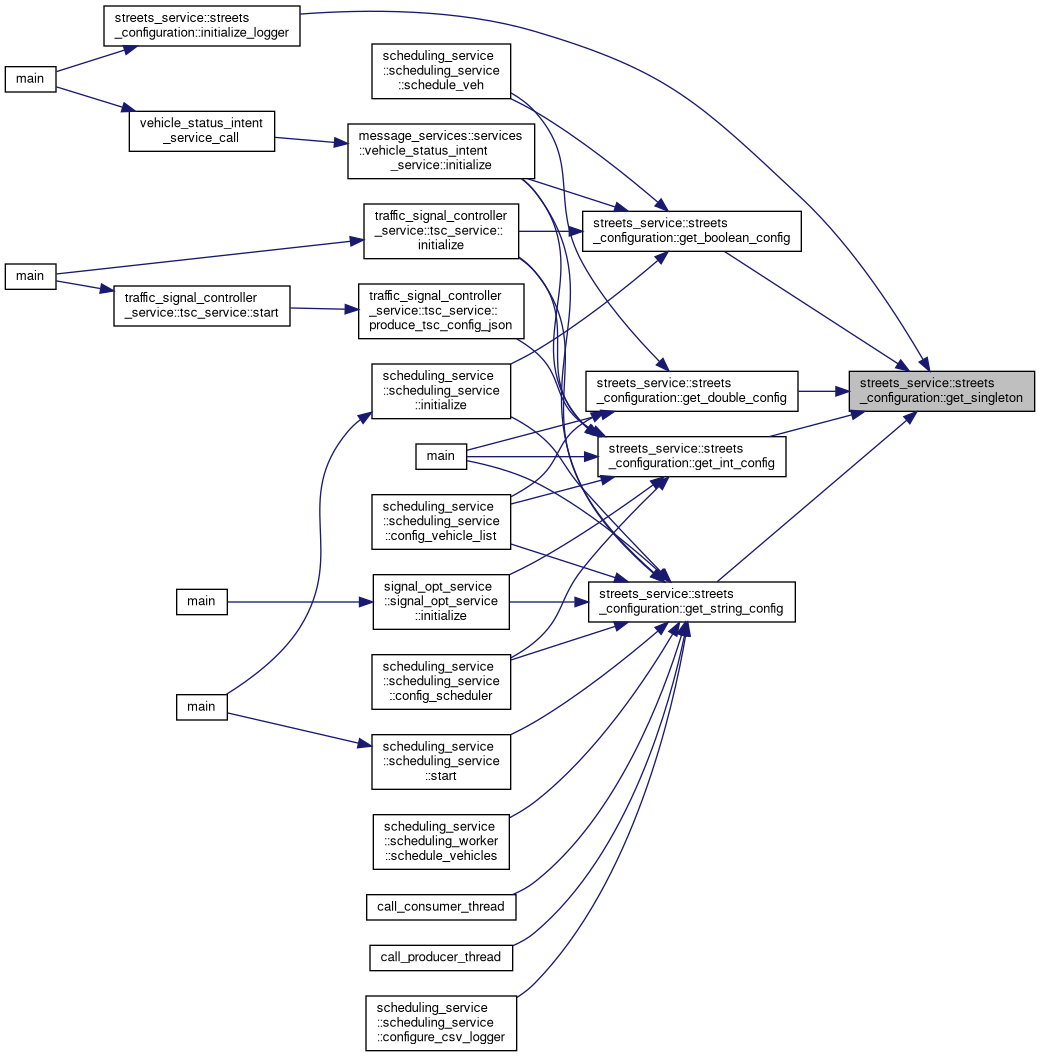 streets_service::streets
_configuration::initialize_logger
main
scheduling_service
::scheduling_service
::schedule_veh
vehicle_status_intent
_service_call
message_services::services
::vehicle_status_intent
_service::initialize
traffic_signal_controller
_service::tsc_service::
initialize
streets_service::streets
_configuration::get_boolean_config
main
traffic_signal_controller
_service::tsc_service::start
traffic_signal_controller
_service::tsc_service::
produce_tsc_config_json
scheduling_service
::scheduling_service
::initialize
streets_service::streets
_configuration::get_double_config
streets_service::streets
_configuration::get_singleton
main
streets_service::streets
_configuration::get_int_config
scheduling_service
::scheduling_service
::config_vehicle_list
main
signal_opt_service
::signal_opt_service
::initialize
streets_service::streets
_configuration::get_string_config
scheduling_service
::scheduling_service
::config_scheduler
main
scheduling_service
::scheduling_service
::start
scheduling_service
::scheduling_worker
::schedule_vehicles
call_consumer_thread
call_producer_thread
scheduling_service
::scheduling_service
::configure_csv_logger